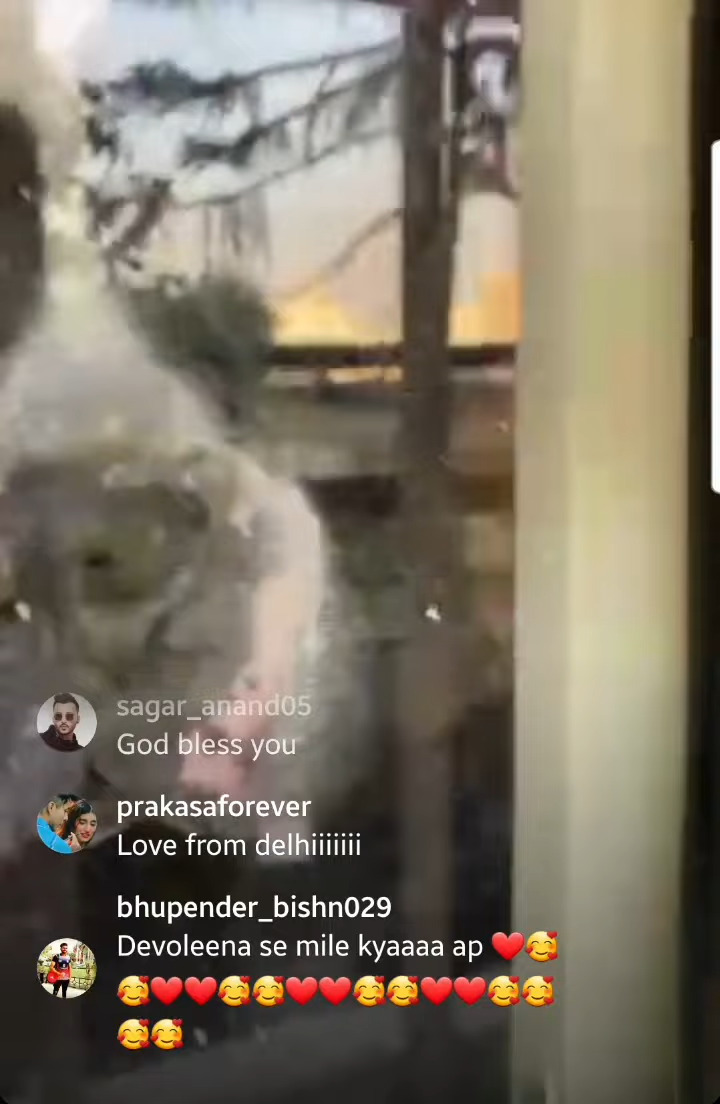 sagar_anand05
God bless you
prakasaforever
Love from delhiiiiiii
bhupender_bishn029
Devoleena se mile kyaaaa ap ❤️🥰
🥰❤️❤️🥰🥰❤️❤️🥰🥰❤️❤️🥰🥰
🥰🥰